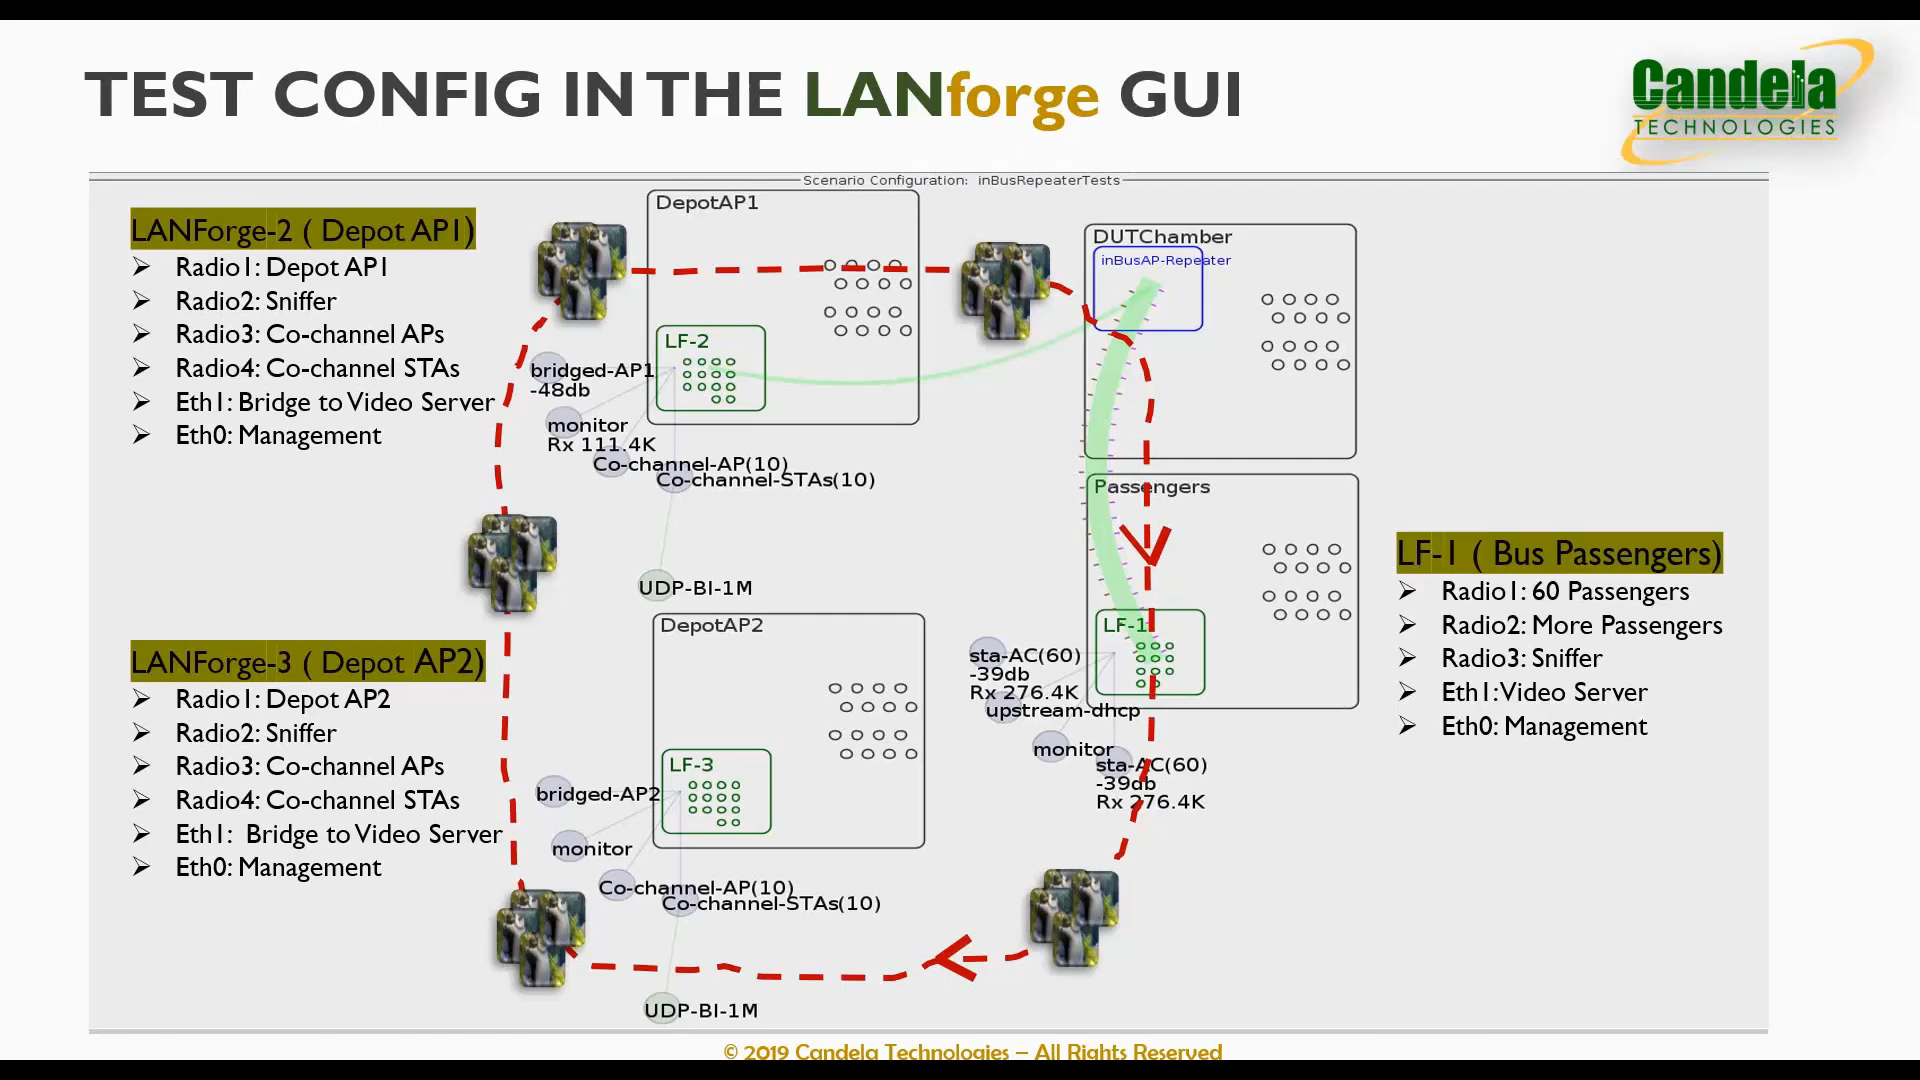 TEST CONFIG IN THE LANforge GUI
Candela
TECHNOLOGIES
Scenario Configuration: inBusRepeaterTests
LANForge-2 ( Depot AP1)
Radio1: Depot AP1
Radio2: Sniffer
Radio3: Co-channel APs
Radio4: Co-channel STAs
Eth1: Bridge to Video Server
Eth0: Management
DepotAP1
LF-2
bridged-AP1
-48db
monitor
Rx 111.4K
Co-channel-AP(10)
Co-channel-STAs(10)
UDP-BI-1M
DUTChamber
inBusAP-Repeater
Passengers
LF-1
sta-AC(60)
-39db
Rx 276.4K
upstream-dhcp
monitor
sta-AC(60)
-39db
Rx 276.4K
LF-1 ( Bus Passengers)
Radio1: 60 Passengers
Radio2: More Passengers
Radio3: Sniffer
Eth1: Video Server
Eth0: Management
LANForge-3 ( Depot AP2)
Radio1: Depot AP2
Radio2: Sniffer
Radio3: Co-channel APs
Radio4: Co-channel STAs
Eth1: Bridge to Video Server
Eth0: Management
DepotAP2
LF-3
bridged-AP2
monitor
Co-channel-AP(10)
Co-channel-STAs(10)
UDP-BI-1M
© 2019 Candela Technologies – All Rights Reserved